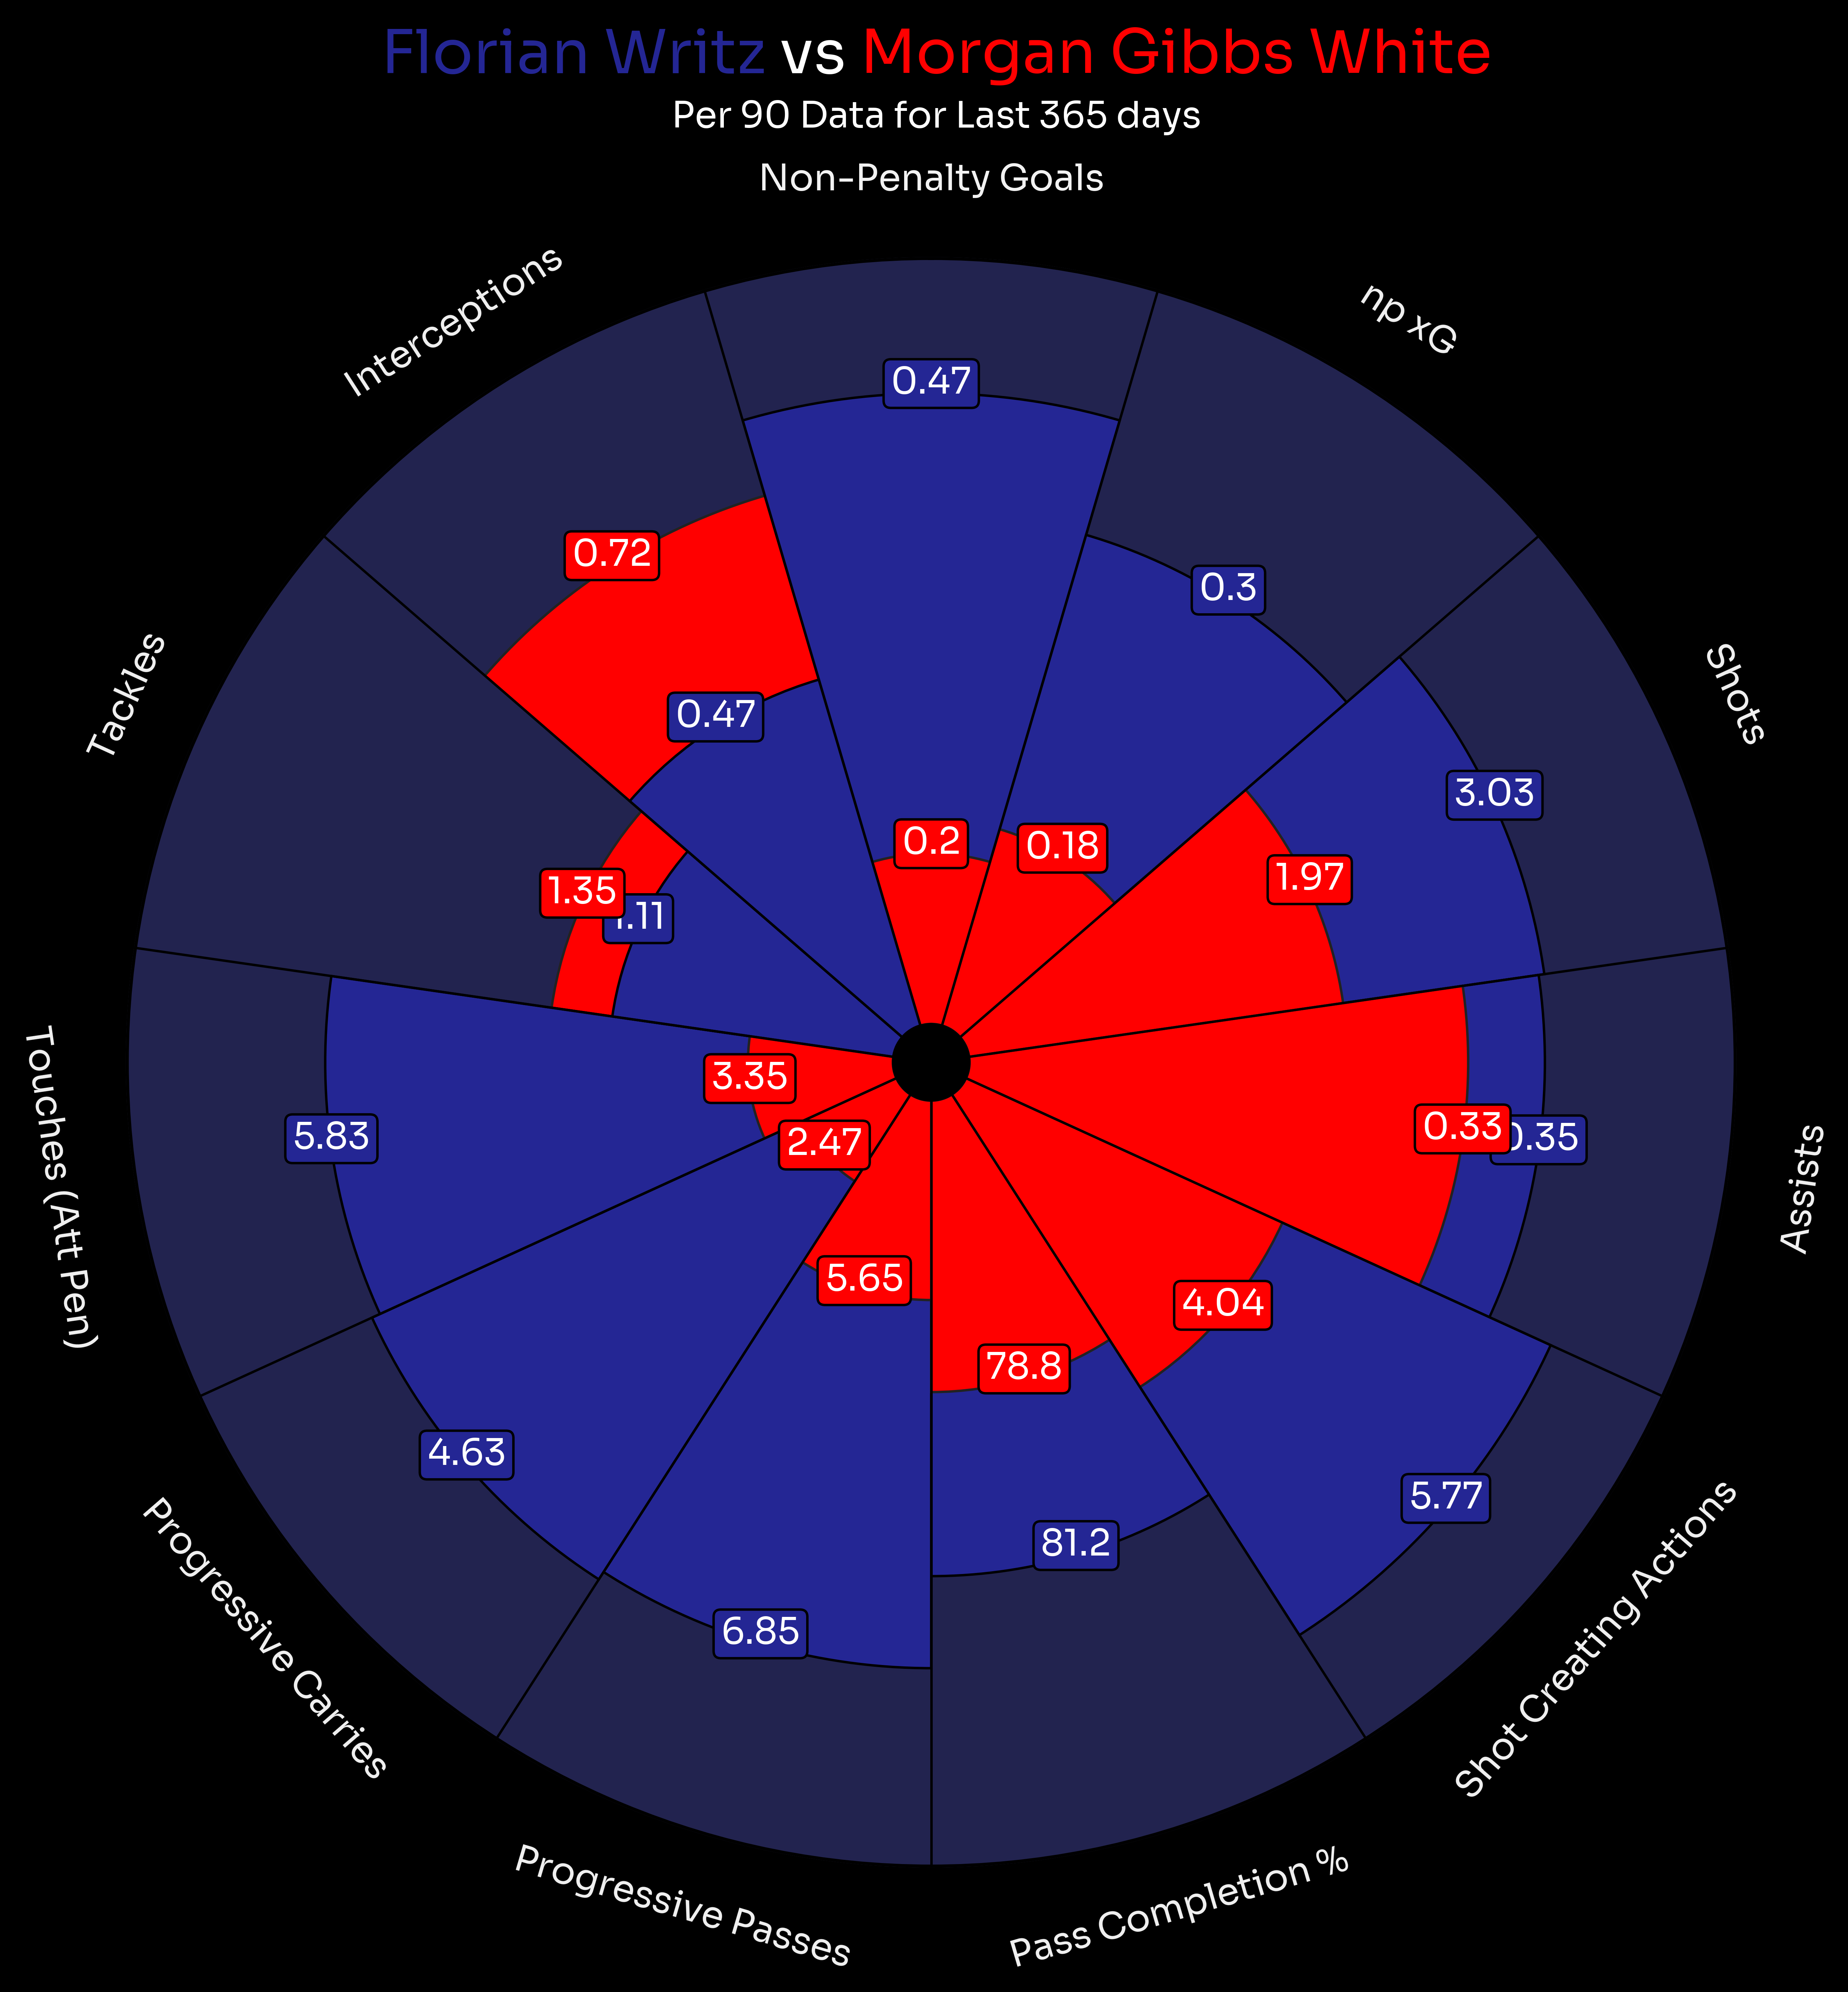 Florian Writz vs Morgan Gibbs White
Per 90 Data for Last 365 days
Non-Penalty Goals
np xG
Shots
Assists
Shot Creating Actions
Pass Completion %
Progressive Passes
Progressive Carries
Touches (Att Pen)
Tackles
Interceptions
0.47
0.2
0.3
0.18
3.03
1.97
0.35
0.33
5.77
4.04
81.2
78.8
6.85
5.65
4.63
2.47
5.83
3.35
1.11
1.35
0.47
0.72